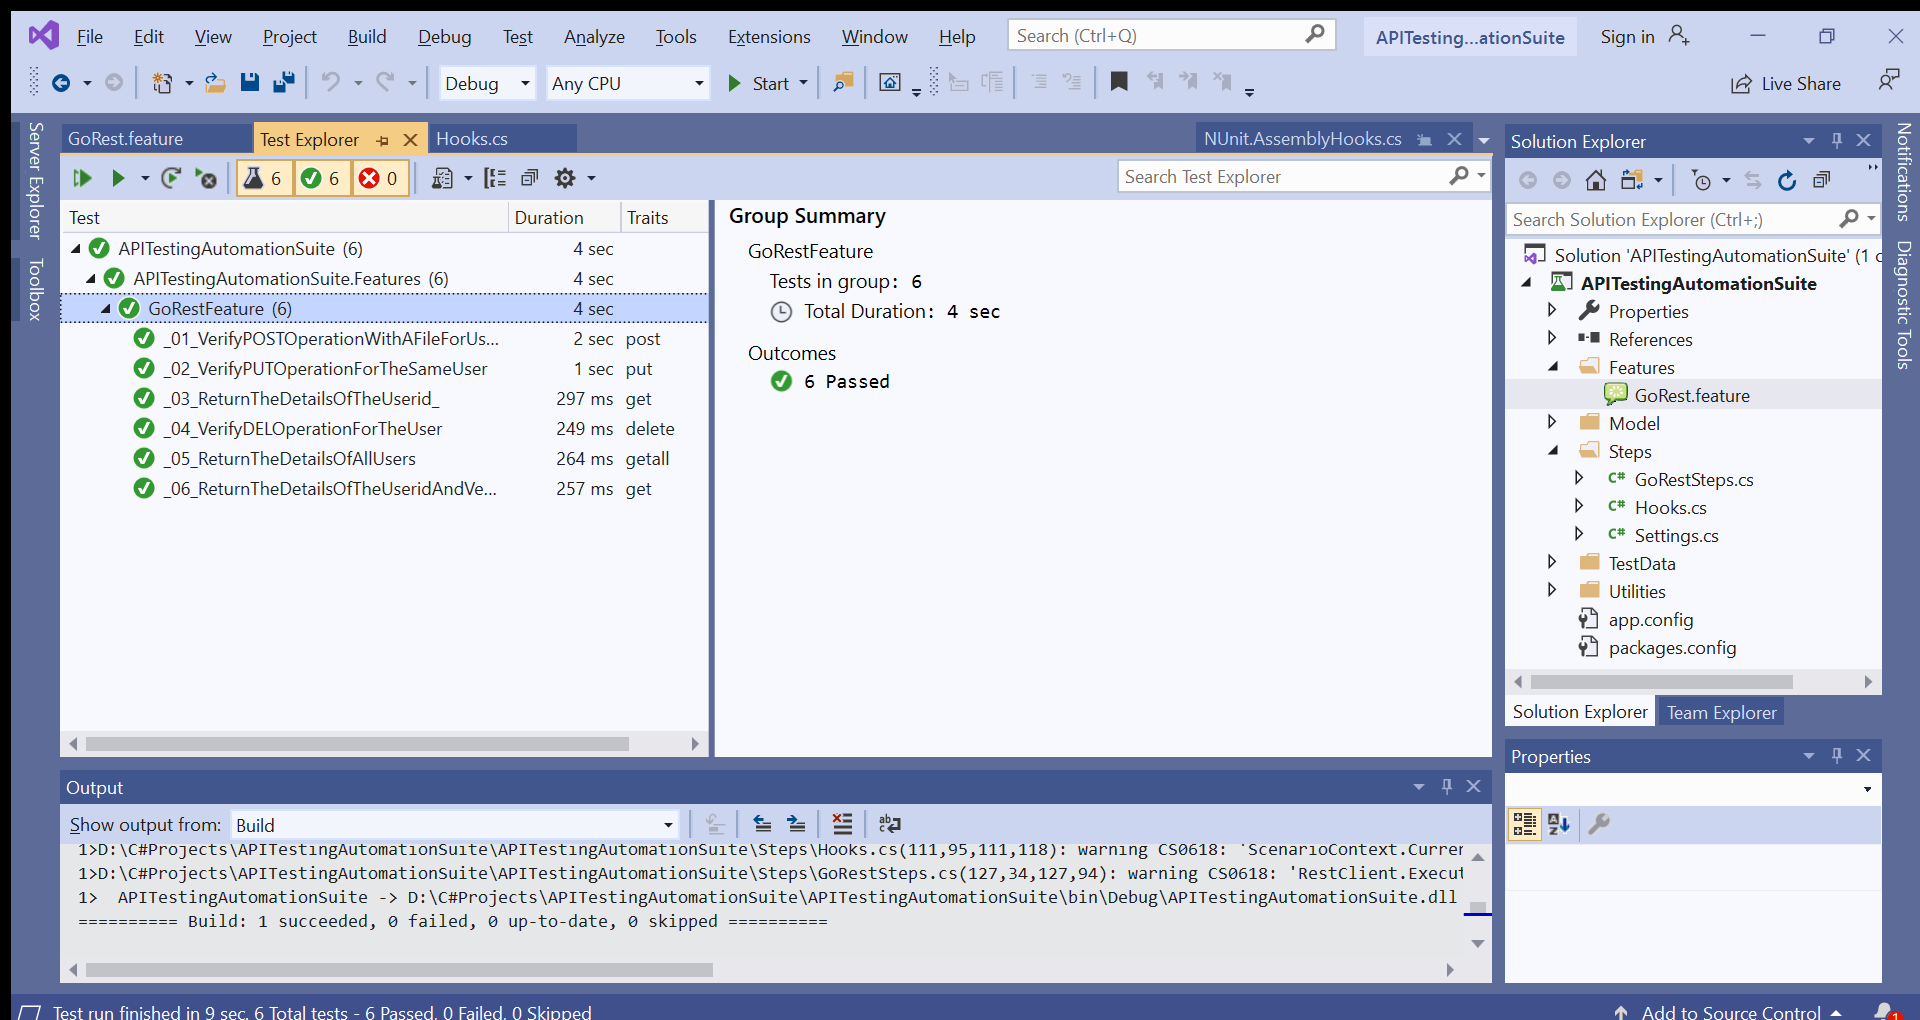 File Edit View Project Build Debug Test Analyze Tools Extensions Window Help Search (Ctrl+Q) APITesting...ationSuite Sign in
Debug Any CPU Start Live Share
Server Explorer
Toolbox
GoRest.feature Test Explorer Hooks.cs NUnit.AssemblyHooks.cs
6 6 0 Search Test Explorer
Test Duration Traits
APITestingAutomationSuite (6) 4 sec
APITestingAutomationSuite.Features (6) 4 sec
GoRestFeature (6) 4 sec
_01_VerifyPOSTOperationWithAFileForUs... 2 sec post
_02_VerifyPUTOperationForTheSameUser 1 sec put
_03_ReturnTheDetailsOfTheUserid_ 297 ms get
_04_VerifyDELOperationForTheUser 249 ms delete
_05_ReturnTheDetailsOfAllUsers 264 ms getall
_06_ReturnTheDetailsOfTheUseridAndVe... 257 ms get
Group Summary
GoRestFeature
Tests in group: 6
Total Duration: 4 sec
Outcomes
6 Passed
Solution Explorer
Search Solution Explorer (Ctrl+;)
Solution 'APITestingAutomationSuite' (1 c
APITestingAutomationSuite
Properties
References
Features
GoRest.feature
Model
Steps
C# GoRestSteps.cs
C# Hooks.cs
C# Settings.cs
TestData
Utilities
app.config
packages.config
Solution Explorer Team Explorer
Properties
Notifications
Diagnostic Tools
Output
Show output from: Build
1>D:\C#Projects\APITestingAutomationSuite\APITestingAutomationSuite\Steps\Hooks.cs(111,95,111,118): warning CS0618: 'ScenarioContext.Currer
1>D:\C#Projects\APITestingAutomationSuite\APITestingAutomationSuite\Steps\GoRestSteps.cs(127,34,127,94): warning CS0618: 'RestClient.Execut
1> APITestingAutomationSuite -> D:\C#Projects\APITestingAutomationSuite\APITestingAutomationSuite\bin\Debug\APITestingAutomationSuite.dll
========== Build: 1 succeeded, 0 failed, 0 up-to-date, 0 skipped ==========
Test run finished in 9 sec. 6 Total tests - 6 Passed, 0 Failed, 0 Skipped Add to Source Control 1